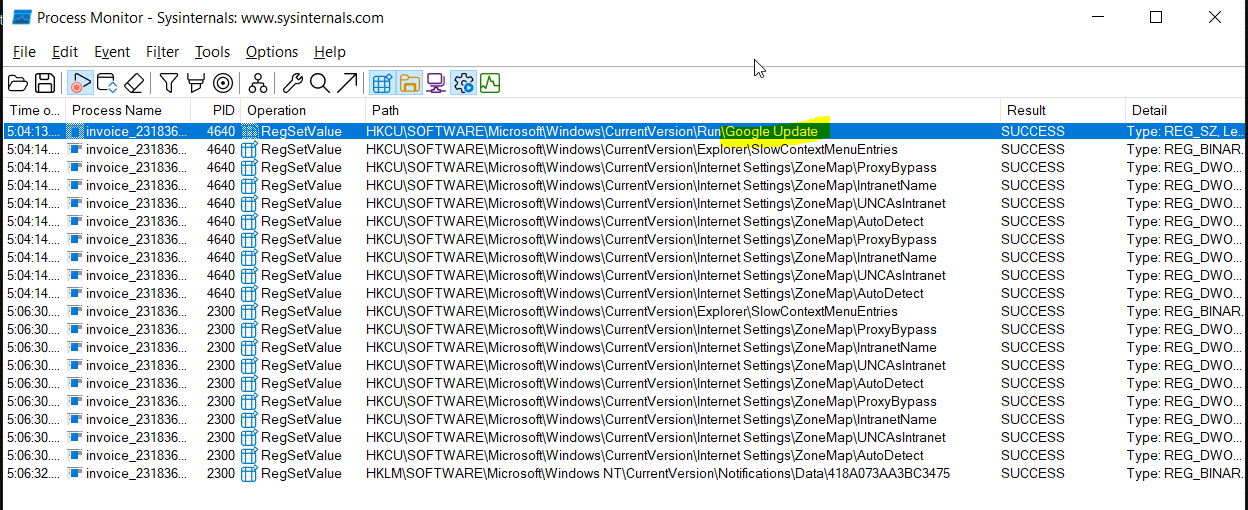 Process Monitor - Sysinternals: www.sysinternals.com
File Edit Event Filter Tools Options Help
Time o... Process Name PID Operation Path Result Detail
5:04:13.... invoice_231836... 4640 RegSetValue HKCU\SOFTWARE\Microsoft\Windows\CurrentVersion\Run\Google Update SUCCESS Type: REG_SZ, Le...
5:04:14.... invoice_231836... 4640 RegSetValue HKCU\SOFTWARE\Microsoft\Windows\CurrentVersion\Explorer\SlowContextMenuEntries SUCCESS Type: REG_BINAR...
5:04:14.... invoice_231836... 4640 RegSetValue HKCU\SOFTWARE\Microsoft\Windows\CurrentVersion\Internet Settings\ZoneMap\ProxyBypass SUCCESS Type: REG_DWO...
5:04:14.... invoice_231836... 4640 RegSetValue HKCU\SOFTWARE\Microsoft\Windows\CurrentVersion\Internet Settings\ZoneMap\IntranetName SUCCESS Type: REG_DWO...
5:04:14.... invoice_231836... 4640 RegSetValue HKCU\SOFTWARE\Microsoft\Windows\CurrentVersion\Internet Settings\ZoneMap\UNCAsIntranet SUCCESS Type: REG_DWO...
5:04:14.... invoice_231836... 4640 RegSetValue HKCU\SOFTWARE\Microsoft\Windows\CurrentVersion\Internet Settings\ZoneMap\AutoDetect SUCCESS Type: REG_DWO...
5:04:14.... invoice_231836... 4640 RegSetValue HKCU\SOFTWARE\Microsoft\Windows\CurrentVersion\Internet Settings\ZoneMap\ProxyBypass SUCCESS Type: REG_DWO...
5:04:14.... invoice_231836... 4640 RegSetValue HKCU\SOFTWARE\Microsoft\Windows\CurrentVersion\Internet Settings\ZoneMap\IntranetName SUCCESS Type: REG_DWO...
5:04:14.... invoice_231836... 4640 RegSetValue HKCU\SOFTWARE\Microsoft\Windows\CurrentVersion\Internet Settings\ZoneMap\UNCAsIntranet SUCCESS Type: REG_DWO...
5:04:14.... invoice_231836... 4640 RegSetValue HKCU\SOFTWARE\Microsoft\Windows\CurrentVersion\Internet Settings\ZoneMap\AutoDetect SUCCESS Type: REG_DWO...
5:06:30.... invoice_231836... 2300 RegSetValue HKCU\SOFTWARE\Microsoft\Windows\CurrentVersion\Explorer\SlowContextMenuEntries SUCCESS Type: REG_BINAR...
5:06:30.... invoice_231836... 2300 RegSetValue HKCU\SOFTWARE\Microsoft\Windows\CurrentVersion\Internet Settings\ZoneMap\ProxyBypass SUCCESS Type: REG_DWO...
5:06:30.... invoice_231836... 2300 RegSetValue HKCU\SOFTWARE\Microsoft\Windows\CurrentVersion\Internet Settings\ZoneMap\IntranetName SUCCESS Type: REG_DWO...
5:06:30.... invoice_231836... 2300 RegSetValue HKCU\SOFTWARE\Microsoft\Windows\CurrentVersion\Internet Settings\ZoneMap\UNCAsIntranet SUCCESS Type: REG_DWO...
5:06:30.... invoice_231836... 2300 RegSetValue HKCU\SOFTWARE\Microsoft\Windows\CurrentVersion\Internet Settings\ZoneMap\AutoDetect SUCCESS Type: REG_DWO...
5:06:30.... invoice_231836... 2300 RegSetValue HKCU\SOFTWARE\Microsoft\Windows\CurrentVersion\Internet Settings\ZoneMap\ProxyBypass SUCCESS Type: REG_DWO...
5:06:30.... invoice_231836... 2300 RegSetValue HKCU\SOFTWARE\Microsoft\Windows\CurrentVersion\Internet Settings\ZoneMap\IntranetName SUCCESS Type: REG_DWO...
5:06:30.... invoice_231836... 2300 RegSetValue HKCU\SOFTWARE\Microsoft\Windows\CurrentVersion\Internet Settings\ZoneMap\UNCAsIntranet SUCCESS Type: REG_DWO...
5:06:30.... invoice_231836... 2300 RegSetValue HKCU\SOFTWARE\Microsoft\Windows\CurrentVersion\Internet Settings\ZoneMap\AutoDetect SUCCESS Type: REG_DWO...
5:06:32.... invoice_231836... 2300 RegSetValue HKLM\SOFTWARE\Microsoft\Windows NT\CurrentVersion\Notifications\Data\418A073AA3BC3475 SUCCESS Type: REG_BINAR...